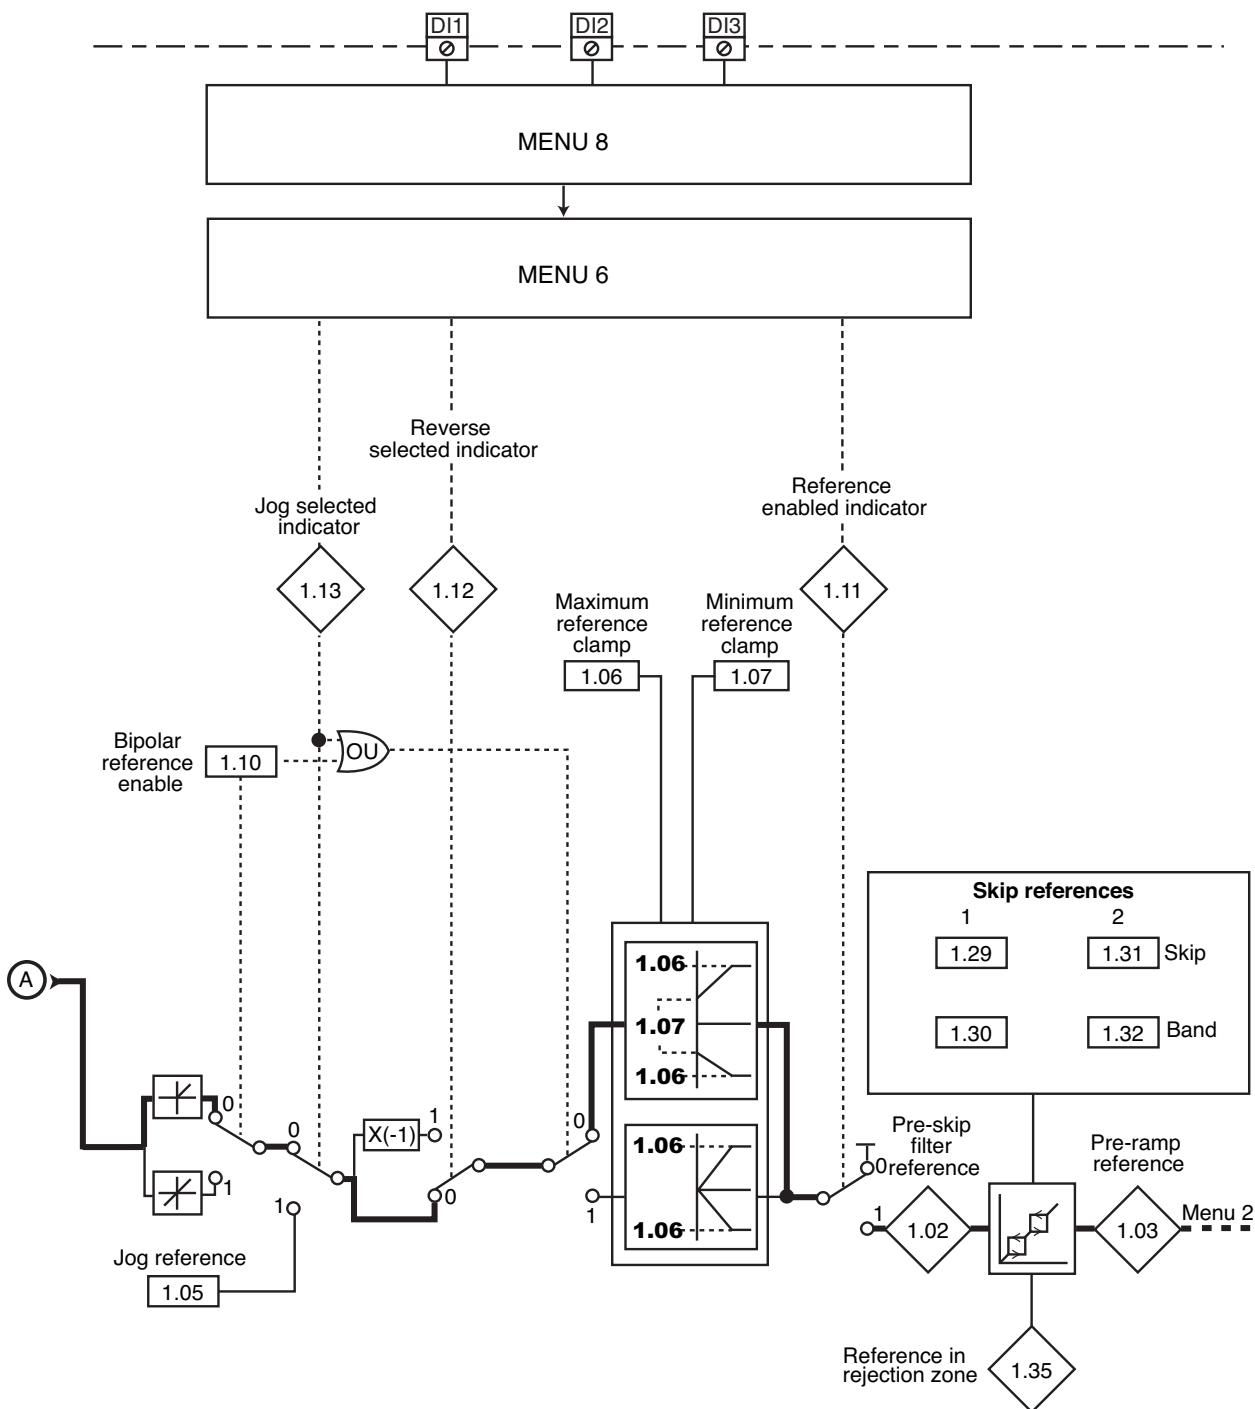 DI1 DI2 DI3
MENU 8
MENU 6
Reverse
selected indicator
Jog selected
indicator
Reference
enabled indicator
1.13
1.12
1.11
Maximum
reference
clamp
1.06
Minimum
reference
clamp
1.07
Bipolar
reference
enable
1.10
OU
Skip references
1 2
1.29 1.31 Skip
1.30 1.32 Band
A
1.06
1.07
1.06
0
1
0
1
Jog reference
1.05
X(-1)
1
0
0
1
1.06
1.06
0
1
Pre-skip
filter
reference
1.02
Pre-ramp
reference
1.03
Menu 2
Reference in
rejection zone
1.35